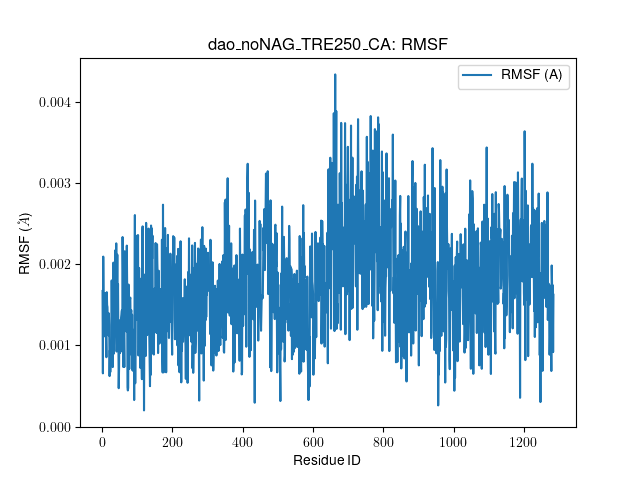 dao_noNAG_TRE250_CA: RMSF
RMSF (A)
0.004
0.003
0.002
0.001
0.000
RMSF (Å)
0 200 400 600 800 1000 1200
Residue ID